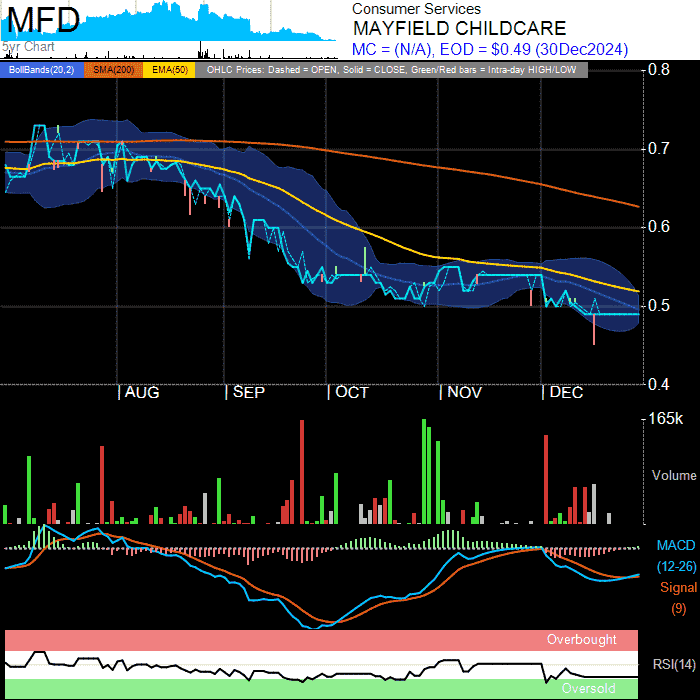 MFD
5yr Chart
Consumer Services
MAYFIELD CHILDCARE
MC = (N/A), EOD = $0.49 (30Dec2024)
BollBands(20,2) SMA(200) EMA(50) OHLC Prices: Dashed = OPEN, Solid = CLOSE, Green/Red bars = Intra-day HIGH/LOW
0.8
0.7
0.6
0.5
0.4
AUG SEP OCT NOV DEC
165k
Volume
MACD
(12-26)
Signal
(9)
Overbought
RSI(14)
Oversold